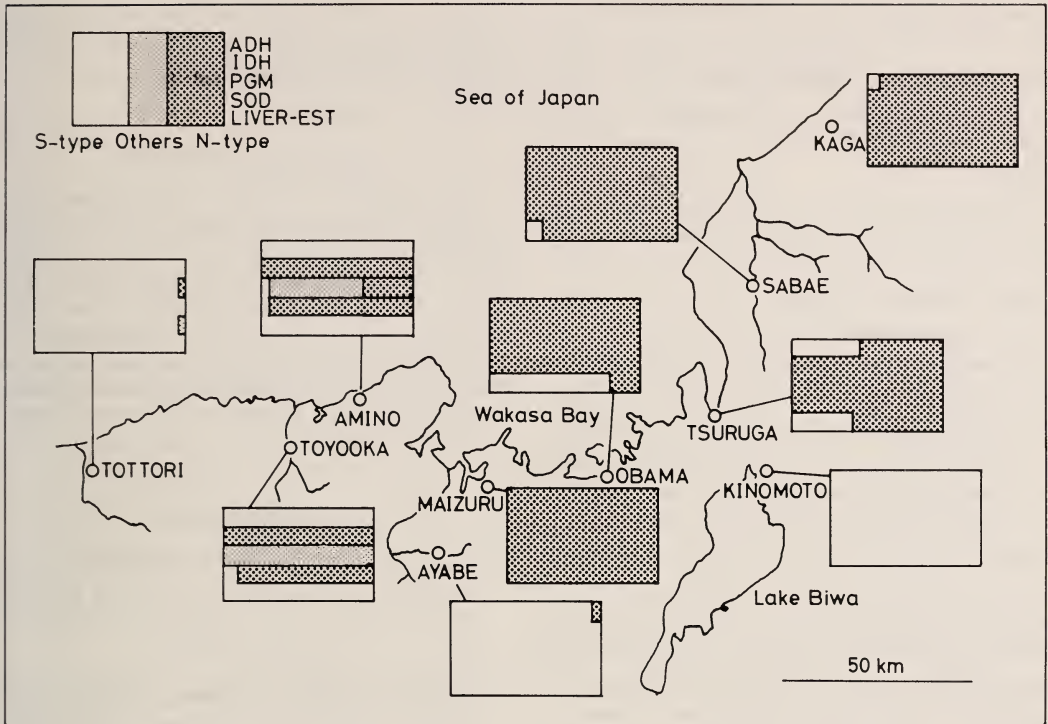 ADH
IDH
PGM
SOD
LIVER-EST
S-type Others N-type
Sea of Japan
KAGA
SABAE
AMINO
Wakasa Bay
TSURUGA
TOTTORI
TOYOOKA
OBAMA
MAIZURU
KINOMOTO
AYABE
Lake Biwa
50 km